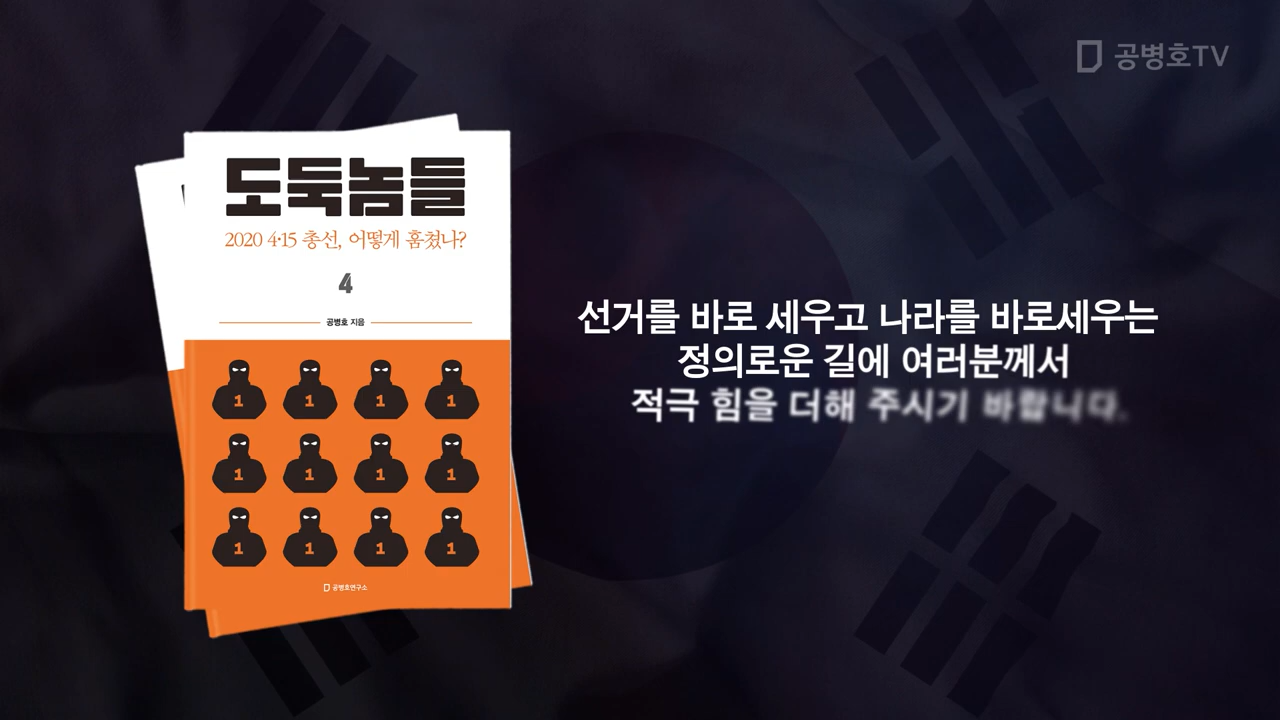 공병호TV
도둑놈들
2020 4·15 총선, 어떻게 훔쳤나?
4
공병호 지음
1 1 1 1
1 1 1 1
1 1 1 1
공병호연구소
선거를 바로 세우고 나라를 바로세우는
정의로운 길에 여러분께서
적극 힘을 더해 주시기 바랍니다.